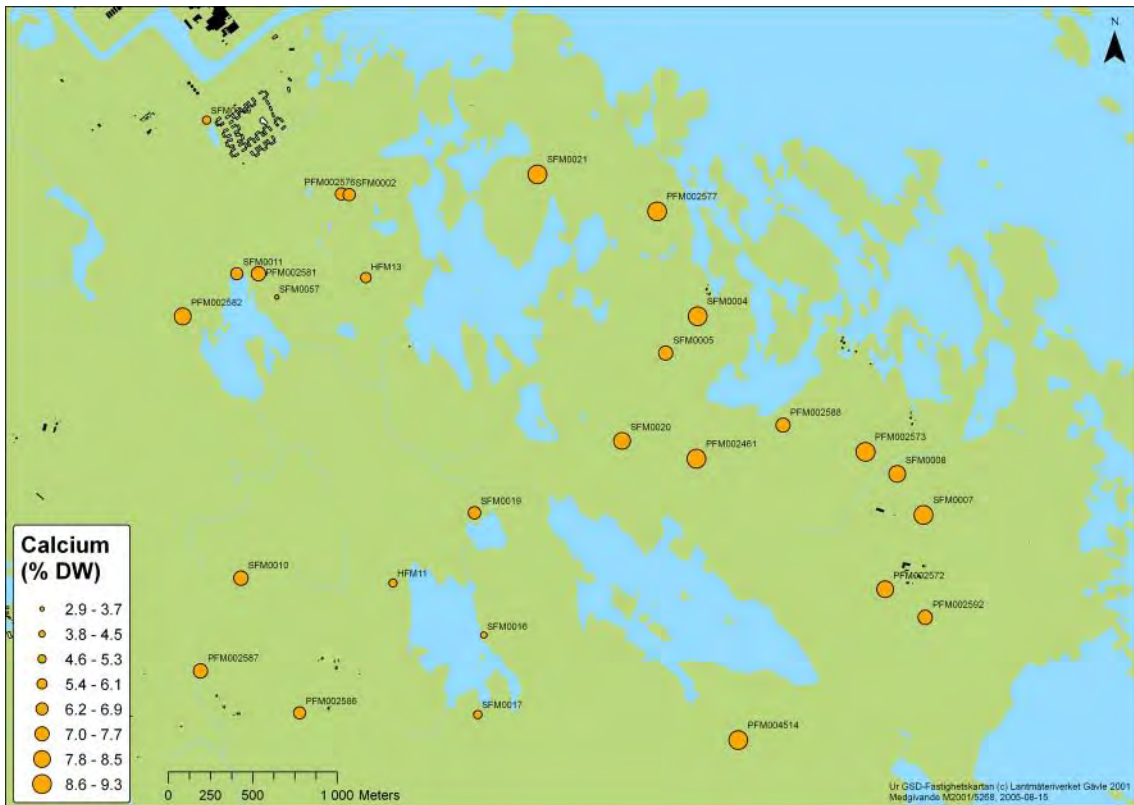 N
SFM0021
PFM002576
SFM0002
PFM002577
SFM0011
PFM002581
HFM13
SFM0057
PFM002582
SFM0004
SFM0005
PFM002588
SFM0020
PFM002461
PFM002573
SFM0008
SFM0019
SFM0007
SFM0010
HFM11
PFM002572
PFM002592
SFM0016
PFM002587
PFM002586
SFM0017
PFM004514
Calcium
(% DW)
2.9 - 3.7
3.8 - 4.5
4.6 - 5.3
5.4 - 6.1
6.2 - 6.9
7.0 - 7.7
7.8 - 8.5
8.6 - 9.3
0 250 500 1 000 Meters
Ur GSD-Fastighetskartan (c) Lantmäteriverket Gävle 2001
Medgivande M2001/5268, 2005-08-15